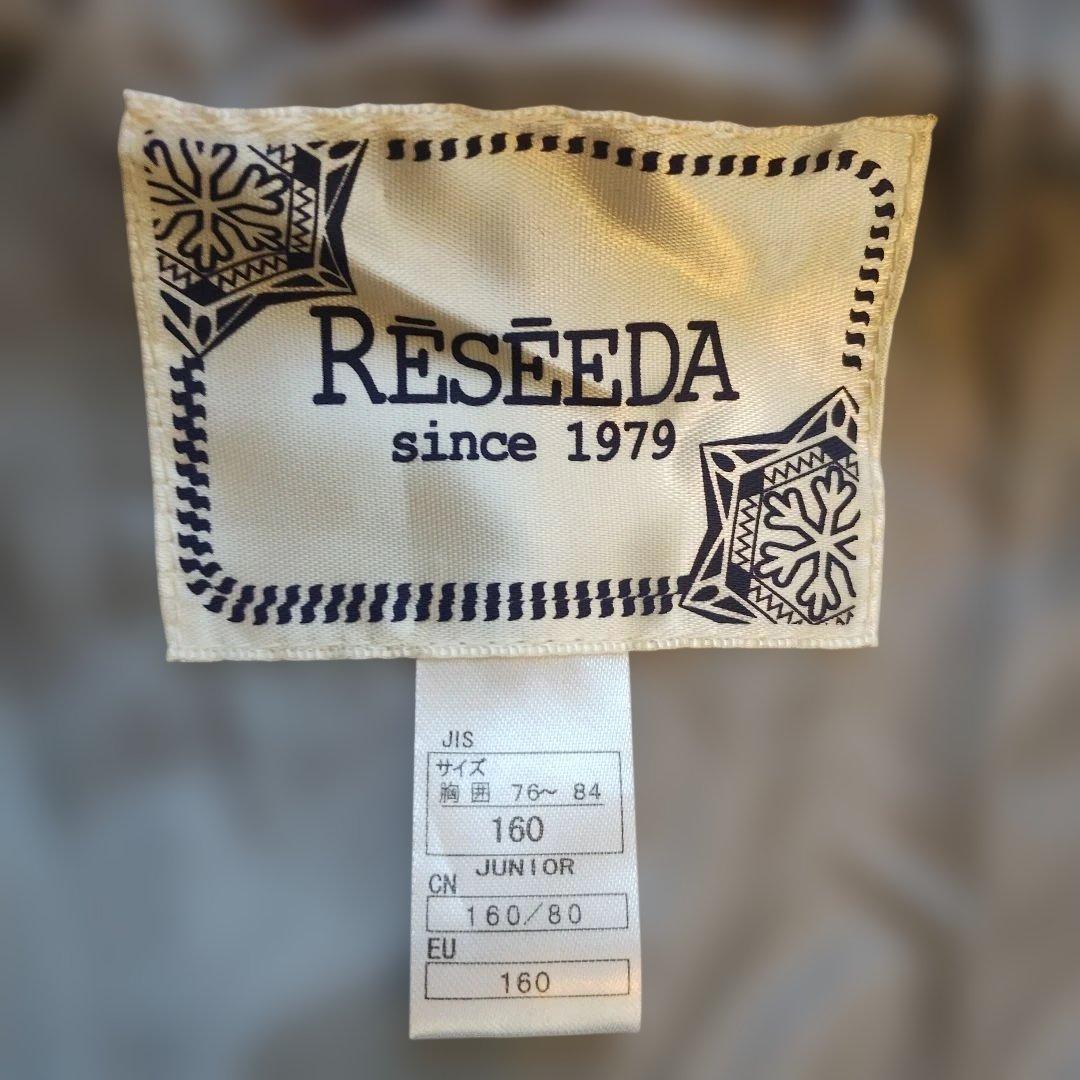 RĒSĒEDA
since 1979
JIS
サイズ
胸囲 76〜 84
160
JUNIOR
CN
160/80
EU
160